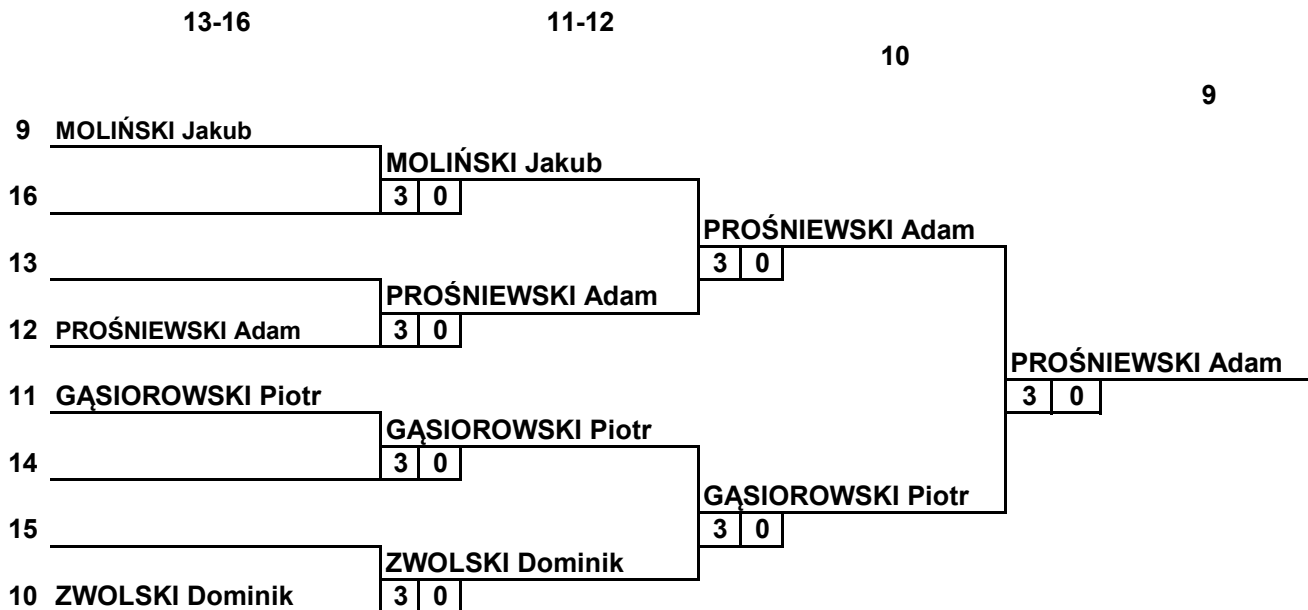 13-16 11-12
10
9
9 MOLIŃSKI Jakub
MOLIŃSKI Jakub
16 3 0
PROŚNIEWSKI Adam
13 3 0
PROŚNIEWSKI Adam
12 PROŚNIEWSKI Adam 3 0
PROŚNIEWSKI Adam
11 GĄSIOROWSKI Piotr 3 0
GĄSIOROWSKI Piotr
14 3 0
GĄSIOROWSKI Piotr
15 3 0
ZWOLSKI Dominik
10 ZWOLSKI Dominik 3 0